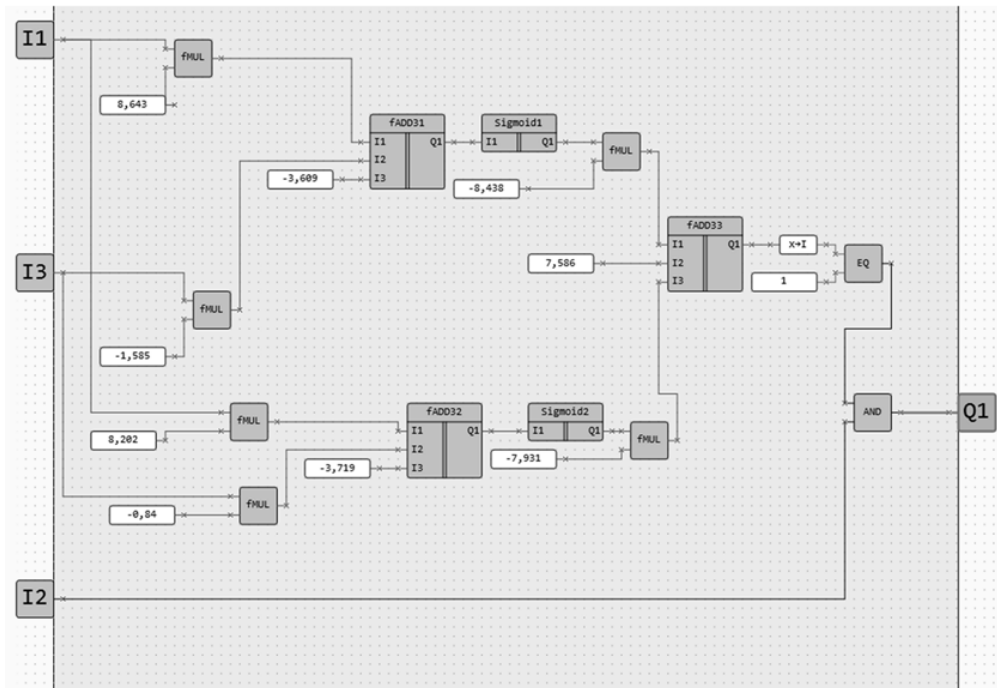 I1
fMUL
8,643
fADD31
Sigmoid1
I1 Q1
I1 Q1
fMUL
I2
-3,609
I3
-8,438
fADD33
I1 Q1
x→I
7,586
I2
EQ
I3
1
I3
fMUL
-1,585
fADD32
Sigmoid2
fMUL
I1 Q1
I1 Q1
AND
Q1
8,202
I2
fMUL
-3,719
I3
-7,931
fMUL
-0,84
I2